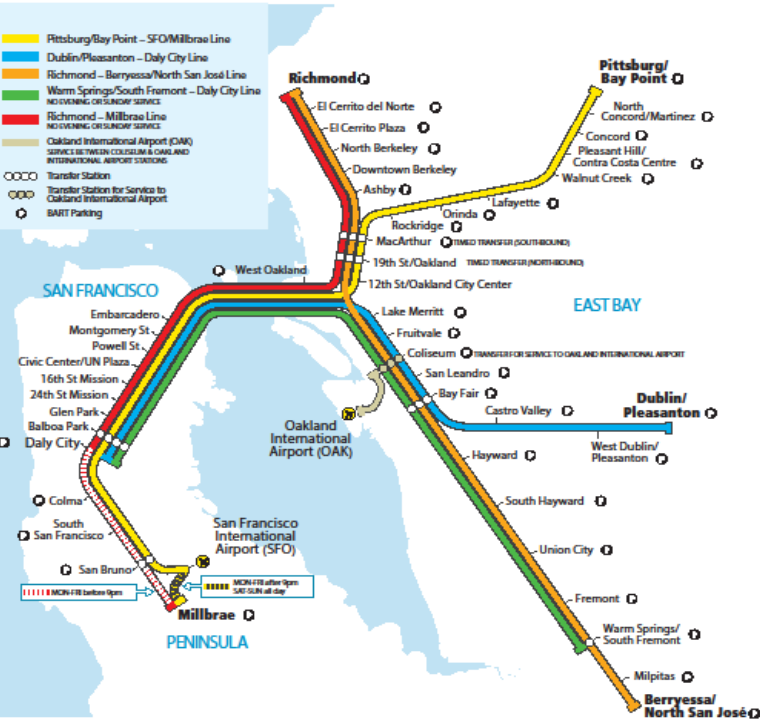 Pittsburg/Bay Point – SFO/Millbrae Line
Dublin/Pleasanton – Daly City Line
Richmond – Berryessa/North San José Line
Warm Springs/South Fremont – Daly City Line
NO EVENING OR SUNDAY SERVICE
Richmond – Millbrae Line
NO EVENING OR SUNDAY SERVICE
Oakland International Airport (OAK)
SERVICE BETWEEN COLISEUM & OAKLAND
INTERNATIONAL AIRPORT STATIONS
Transfer Station
Transfer Station for Service to
Oakland International Airport
BART Parking
Richmond
El Cerrito del Norte
El Cerrito Plaza
North Berkeley
Downtown Berkeley
Ashby
Pittsburg/
Bay Point
North
Concord/Martinez
Concord
Pleasant Hill/
Contra Costa Centre
Walnut Creek
Lafayette
Orinda
Rockridge
MacArthur TIMED TRANSFER (SOUTHBOUND)
19th St/Oakland TIMED TRANSFER (NORTHBOUND)
12th St/Oakland City Center
West Oakland
SAN FRANCISCO
EAST BAY
Embarcadero
Montgomery St
Powell St
Civic Center/UN Plaza
16th St Mission
24th St Mission
Glen Park
Balboa Park
Daly City
Lake Merritt
Fruitvale
Coliseum TRANSFER FOR SERVICE TO OAKLAND INTERNATIONAL AIRPORT
San Leandro
Bay Fair
Castro Valley
Dublin/
Pleasanton
West Dublin/
Pleasanton
Oakland
International
Airport (OAK)
Hayward
South Hayward
Union City
Fremont
Warm Springs/
South Fremont
Milpitas
Berryessa/
North San José
Colma
South
San Francisco
San Bruno
San Francisco
International
Airport (SFO)
MON-FRI before 9pm
MON-FRI after 9pm
SAT-SUN all day
Millbrae
PENINSULA